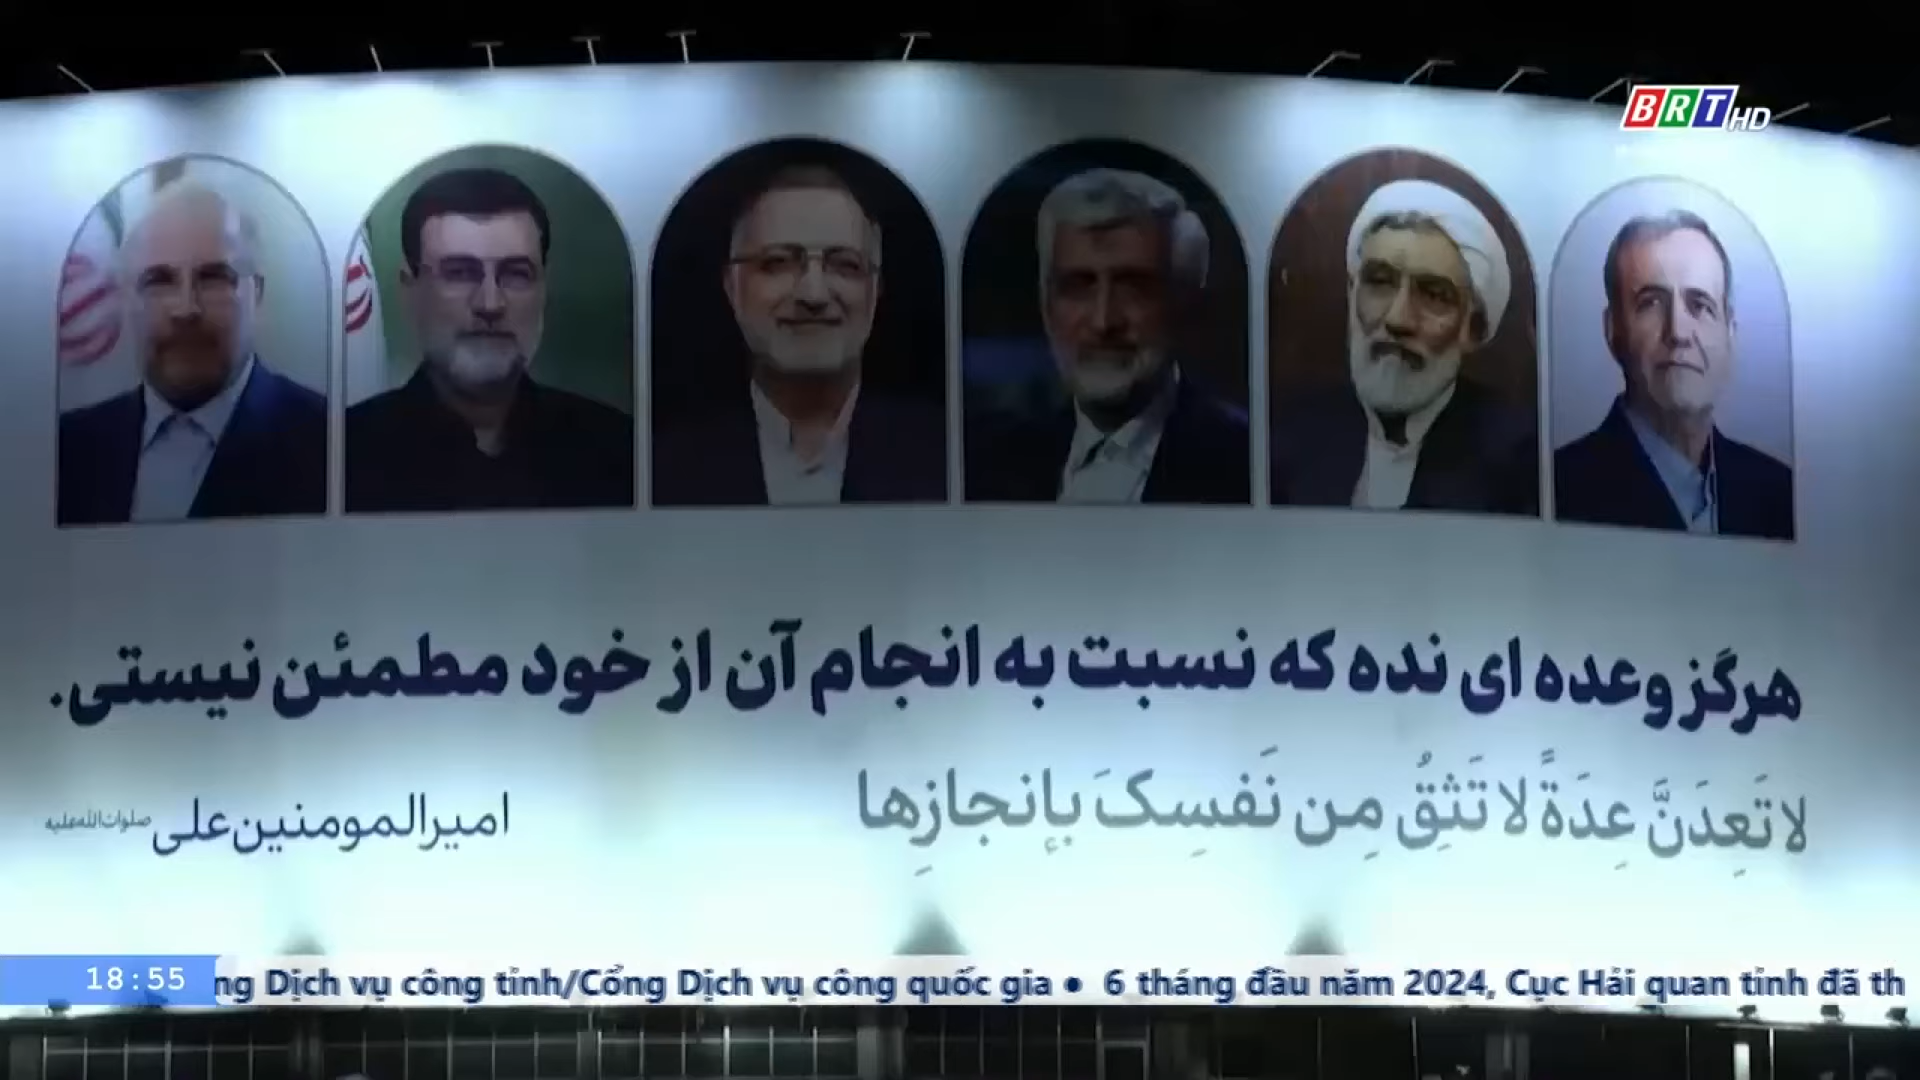 BRT HD
هرگز وعده ای نده که نسبت به انجام آن از خود مطمئن نیستی.
لا تَعِدَنَّ عِدَةً لا تَثِقُ مِن نَفسِکَ بِإنجازِها
امیرالمومنین علی صلوات‌الله‌علیه
18:55
ng Dịch vụ công tỉnh/Cổng Dịch vụ công quốc gia • 6 tháng đầu năm 2024, Cục Hải quan tỉnh đã th